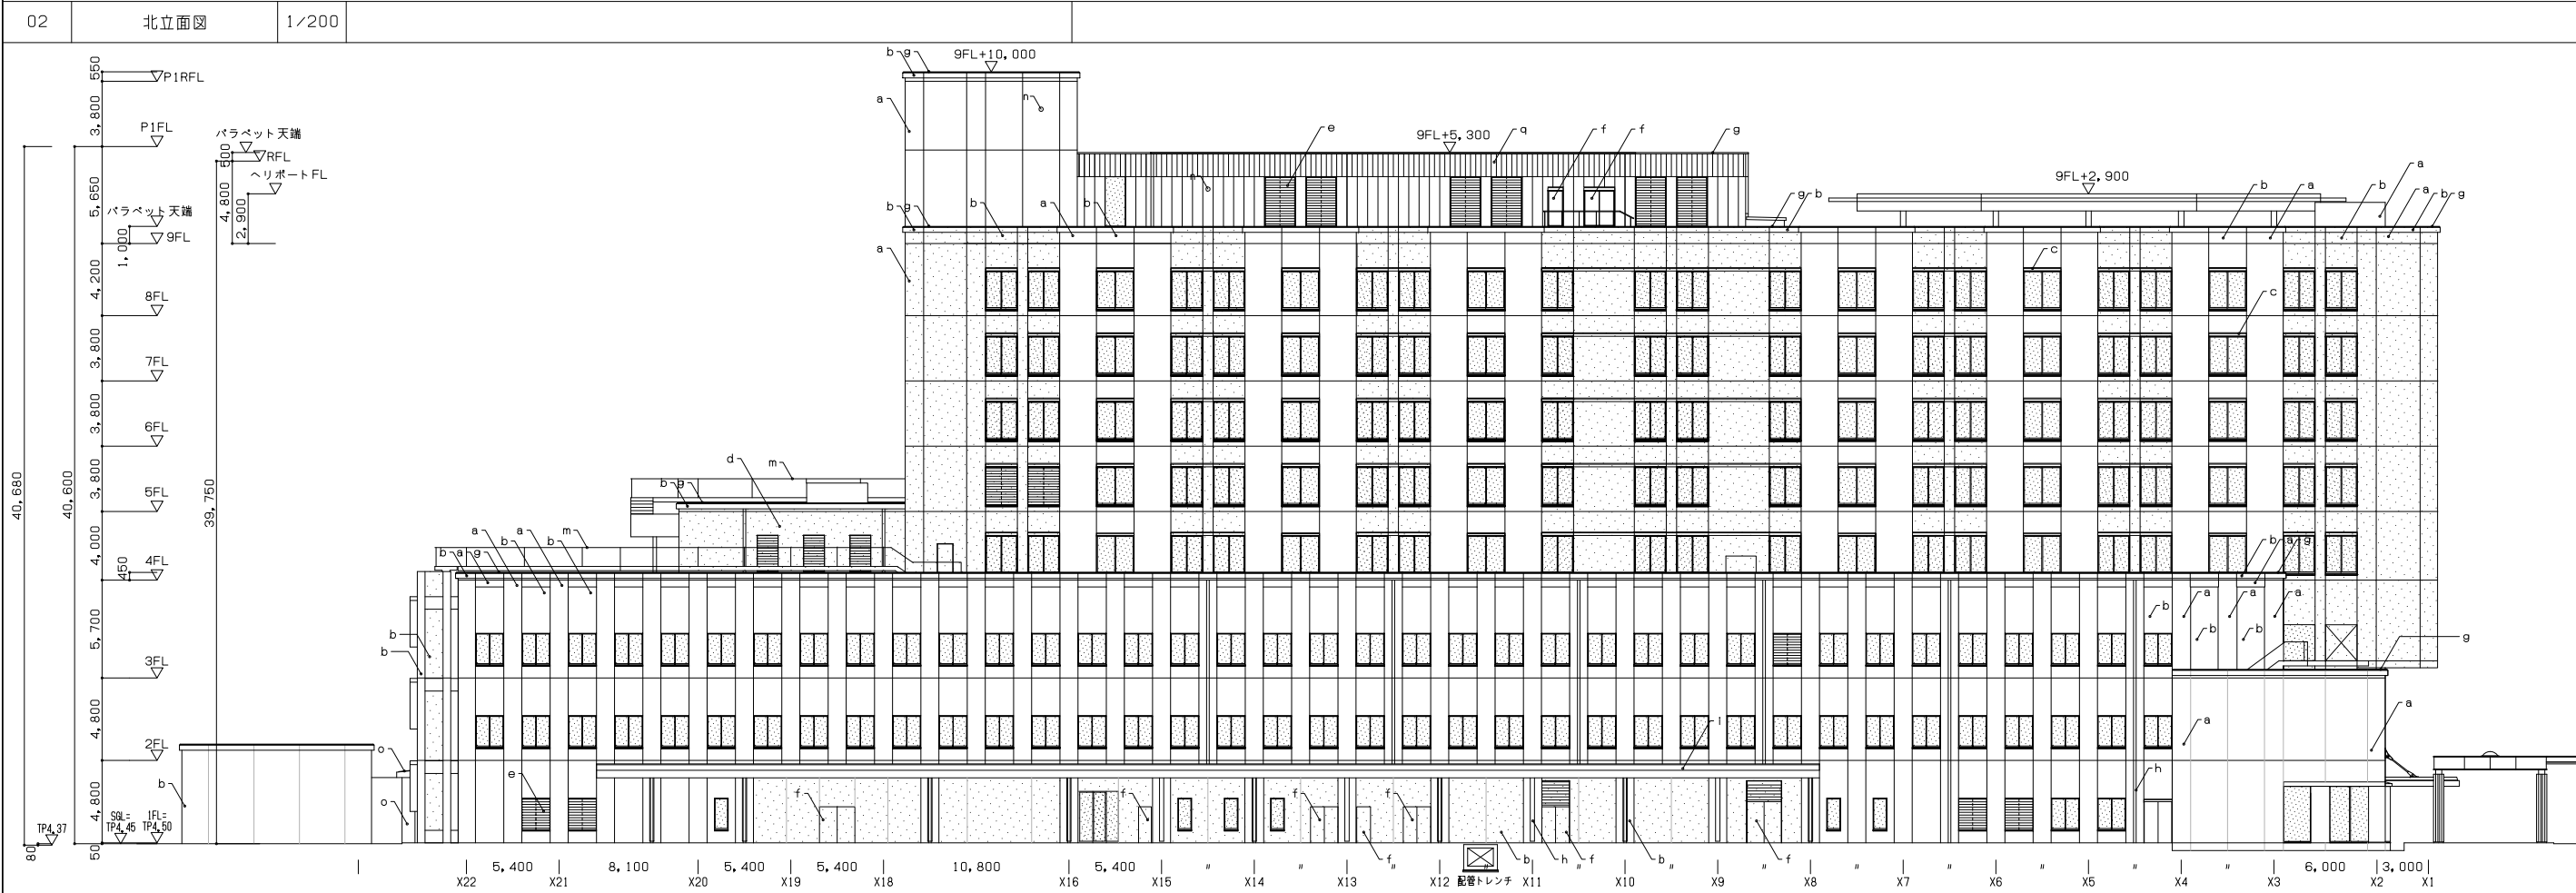 02 北立面図 1/200
b g 9FL+10,000
550 P1RFL
a n
3,800 P1FL パラペット天端
e 9FL+5,300 q f f g
500 RFL
a
ヘリポートFL
5,650 4,800 2,900
n 9FL+2,900
パラペット天端
b g b a b g b b a b a b g
9FL
1,000
a c
4,200
8FL c
3,800
7FL
3,800
6FL
3,800
d m
b g
5FL
40,680 40,600 39,750
4,000
a a m
b b
b a g b a g
450 4FL
5,700
b a a a
b b b
b g
3FL
4,800
a
2FL o i a
e h
b
4,800
o f f f f
SGL= 1FL=
TP4.37 TP4.45 TP4.50
80 50
f b h f b f
5,400 8,100 5,400 5,400 10,800 5,400 〃 〃 〃 〃 〃 〃 〃 〃 〃 〃 〃 6,000 3,000
X22 X21 X20 X19 X18 X16 X15 X14 X13 X12 配管トレンチ X11 X10 X9 X8 X7 X6 X5 X4 X3 X2 X1